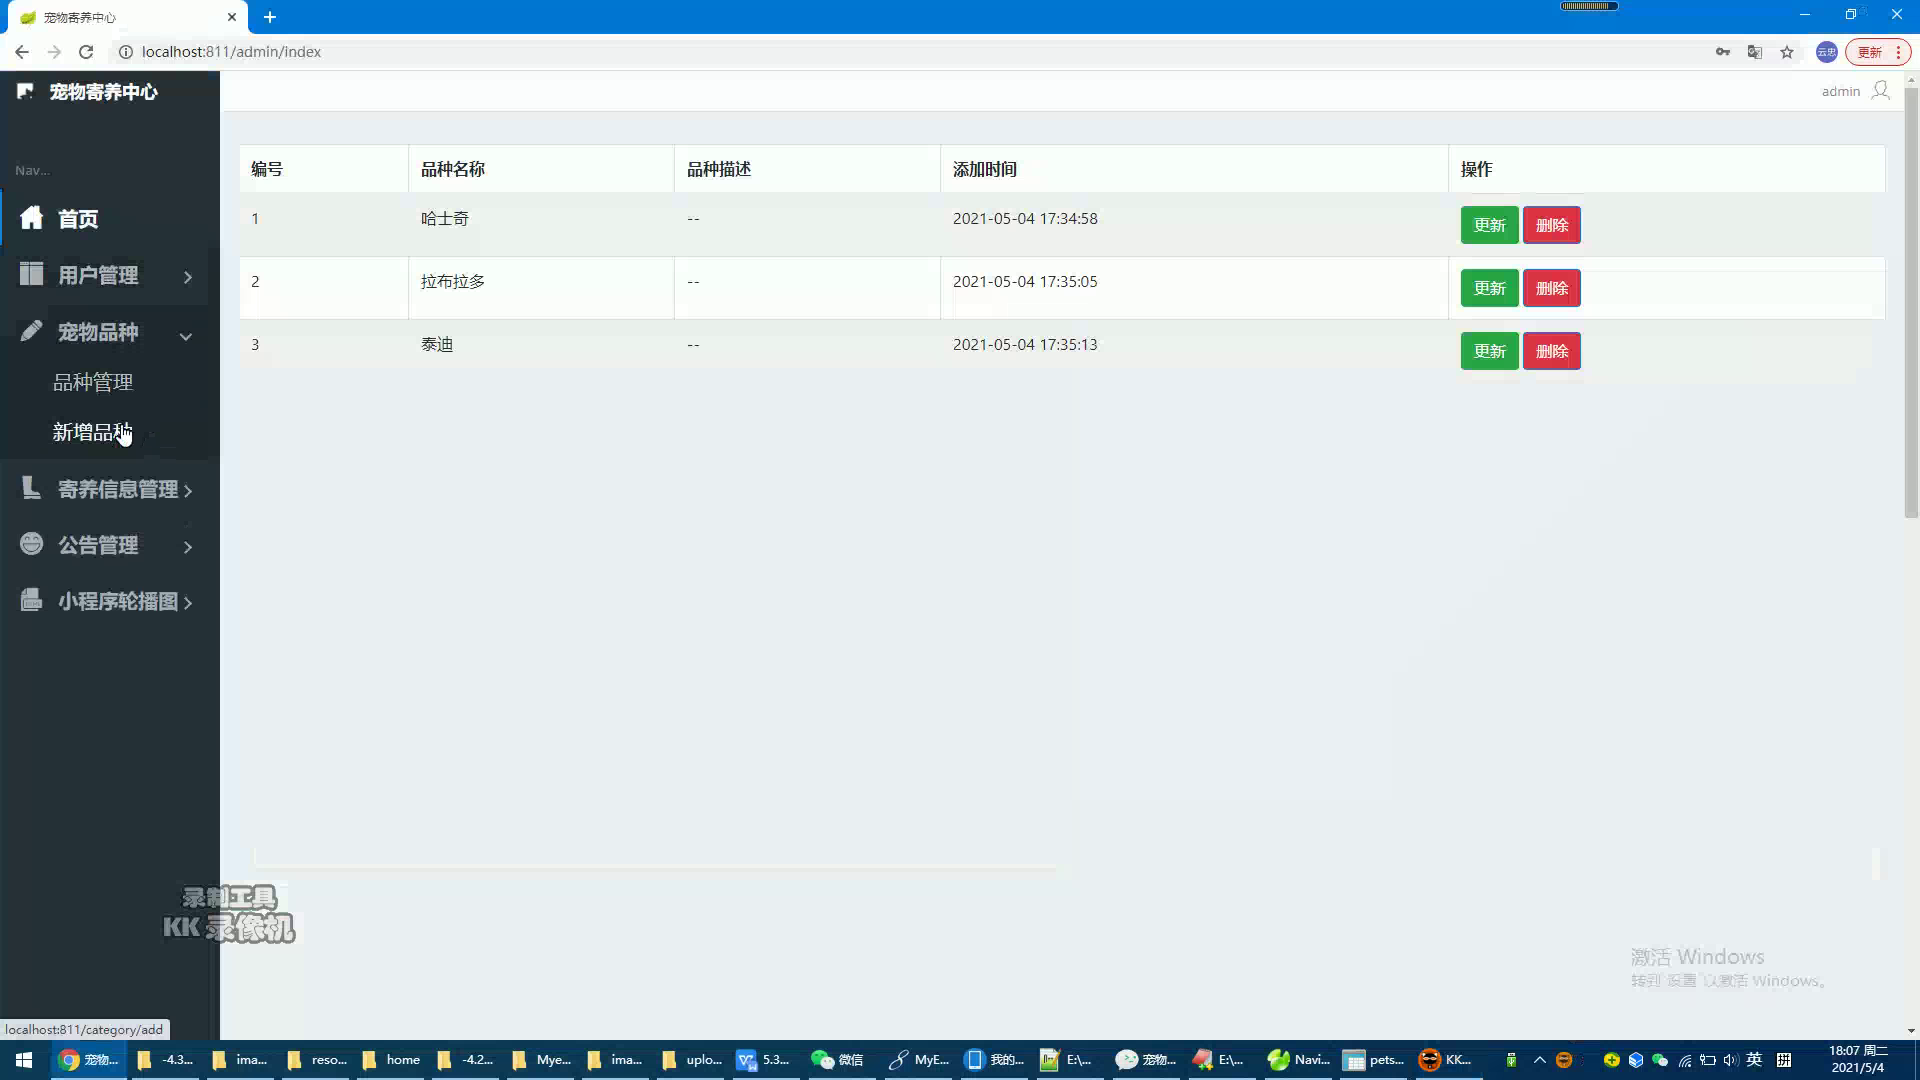 宠物寄养中心
localhost:811/admin/index
云忠
更新
宠物寄养中心
admin
Nav...
首页
用户管理
宠物品种
品种管理
新增品种
寄养信息管理
公告管理
小程序轮播图
编号 品种名称 品种描述 添加时间 操作
1 哈士奇 -- 2021-05-04 17:34:58 更新 删除
2 拉布拉多 -- 2021-05-04 17:35:05 更新 删除
3 泰迪 -- 2021-05-04 17:35:13 更新 删除
录制工具
KK 录像机
激活 Windows
转到"设置"以激活 Windows。
localhost:811/category/add
宠物... -4.3... ima... reso... home -4.2... Mye... ima... uplo... 5.3... 微信 MyE... 我的... E:\... 宠物... E:\... Navi... pets... KK... 英 拼
18:07 周二
2021/5/4